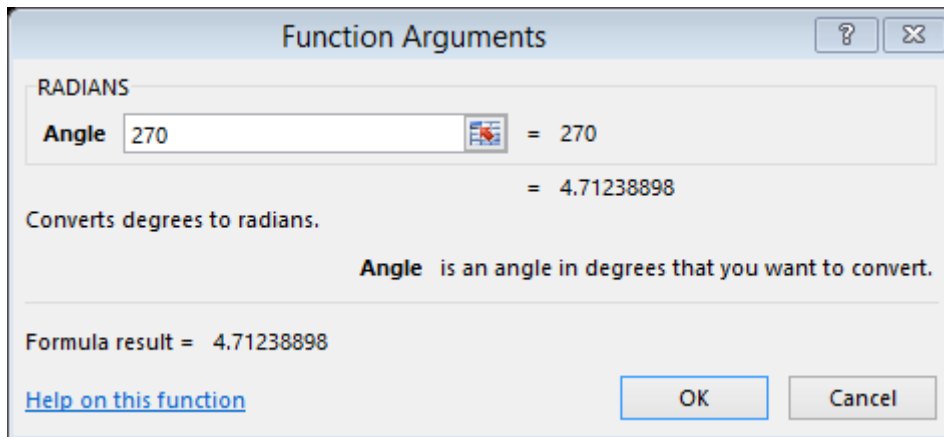 Function Arguments
?
RADIANS
Angle 270 = 270
= 4.71238898
Converts degrees to radians.
Angle is an angle in degrees that you want to convert.
Formula result = 4.71238898
Help on this function
OK Cancel